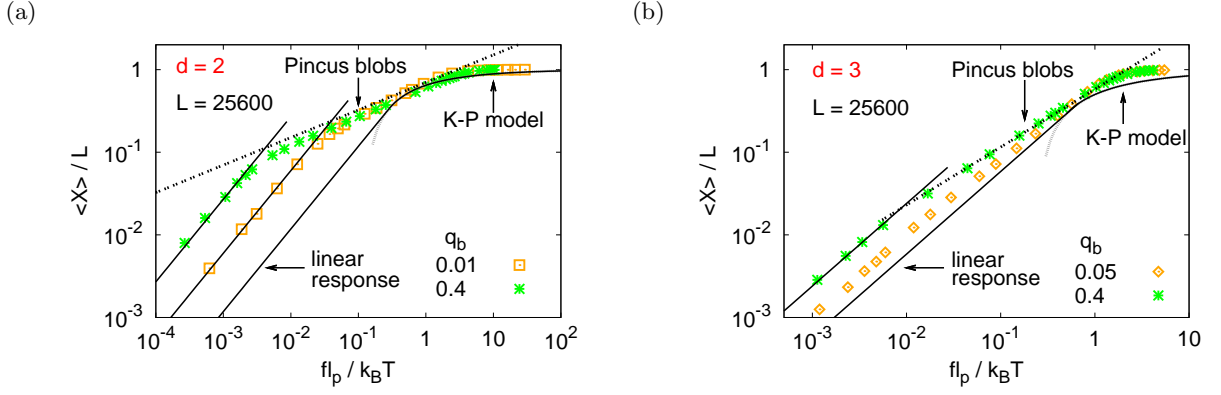 (a)
d = 2
L = 25600
Pincus blobs
K-P model
linear
response
q_b
0.01
0.4
<X> / L
1
10^-1
10^-2
10^-3
10^-4
10^-3
10^-2
10^-1
1
10
10^2
fl_p / k_BT
(b)
d = 3
L = 25600
Pincus blobs
K-P model
linear
response
q_b
0.05
0.4
<X> / L
1
10^-1
10^-2
10^-3
10^-3
10^-2
10^-1
1
10
fl_p / k_BT